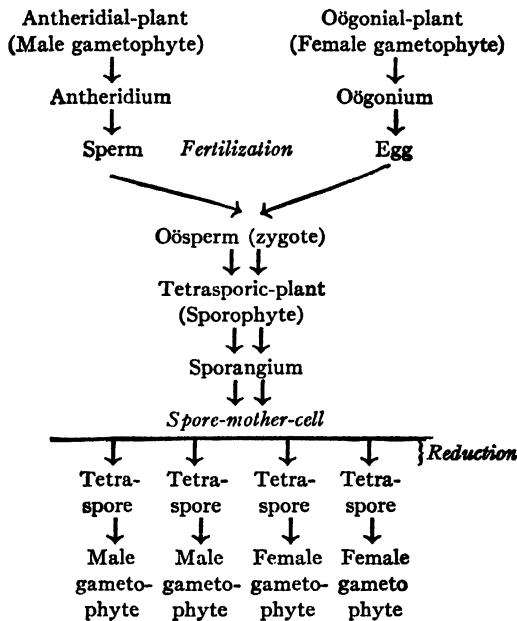 Antheridial-plant Oögonial-plant
(Male gametophyte) (Female gametophyte)
Antheridium Oögonium
Sperm Fertilization Egg
Oösperm (zygote)
Tetrasporic-plant
(Sporophyte)
Sporangium
Spore-mother-cell
Reduction
Tetra- Tetra- Tetra- Tetra-
spore spore spore spore
Male Male Female Female
gameto- gameto- gameto- gameto
phyte phyte phyte phyte